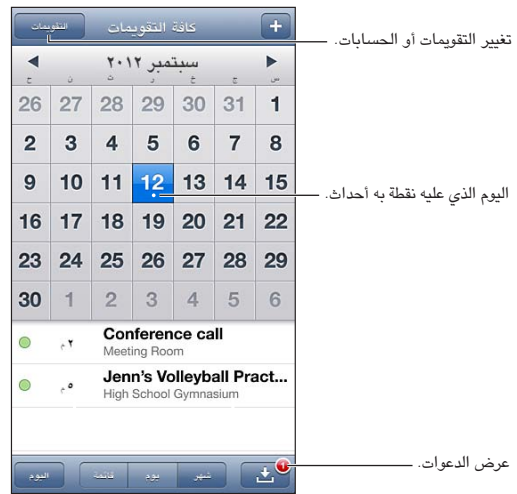 التقويمات
كافة التقويمات
+
تغيير التقويمات أو الحسابات.
سبتمبر ٢٠١٢
ح ن ث ر خ ج س
26 27 28 29 30 31 1
2 3 4 5 6 7 8
9 10 11 12 13 14 15
اليوم الذي عليه نقطة به أحداث.
16 17 18 19 20 21 22
23 24 25 26 27 28 29
30 1 2 3 4 5 6
٢ م Conference call
Meeting Room
٥ م Jenn's Volleyball Pract...
High School Gymnasium
اليوم
قائمة يوم شهر
1
عرض الدعوات.